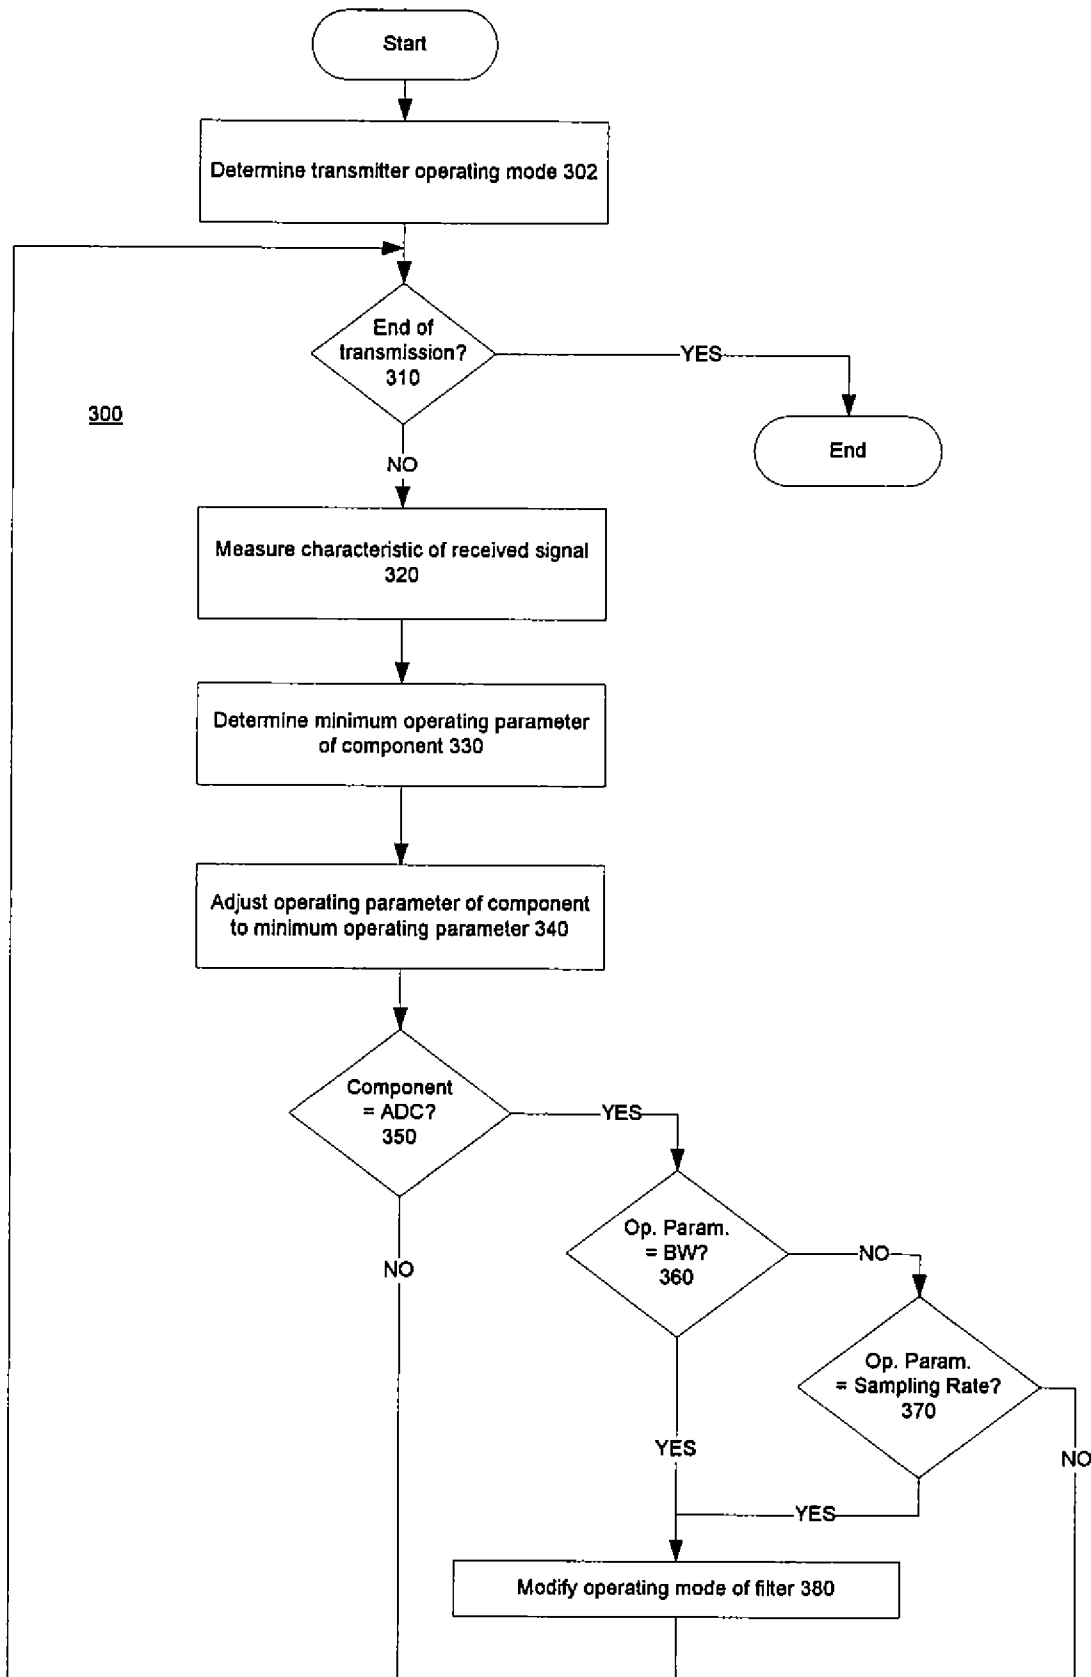 Start
Determine transmitter operating mode 302
End of
transmission?
310
YES
300
End
NO
Measure characteristic of received signal
320
Determine minimum operating parameter
of component 330
Adjust operating parameter of component
to minimum operating parameter 340
Component
= ADC?
350
YES
Op. Param.
= BW?
360
NO
NO
Op. Param.
= Sampling Rate?
370
YES
NO
YES
Modify operating mode of filter 380